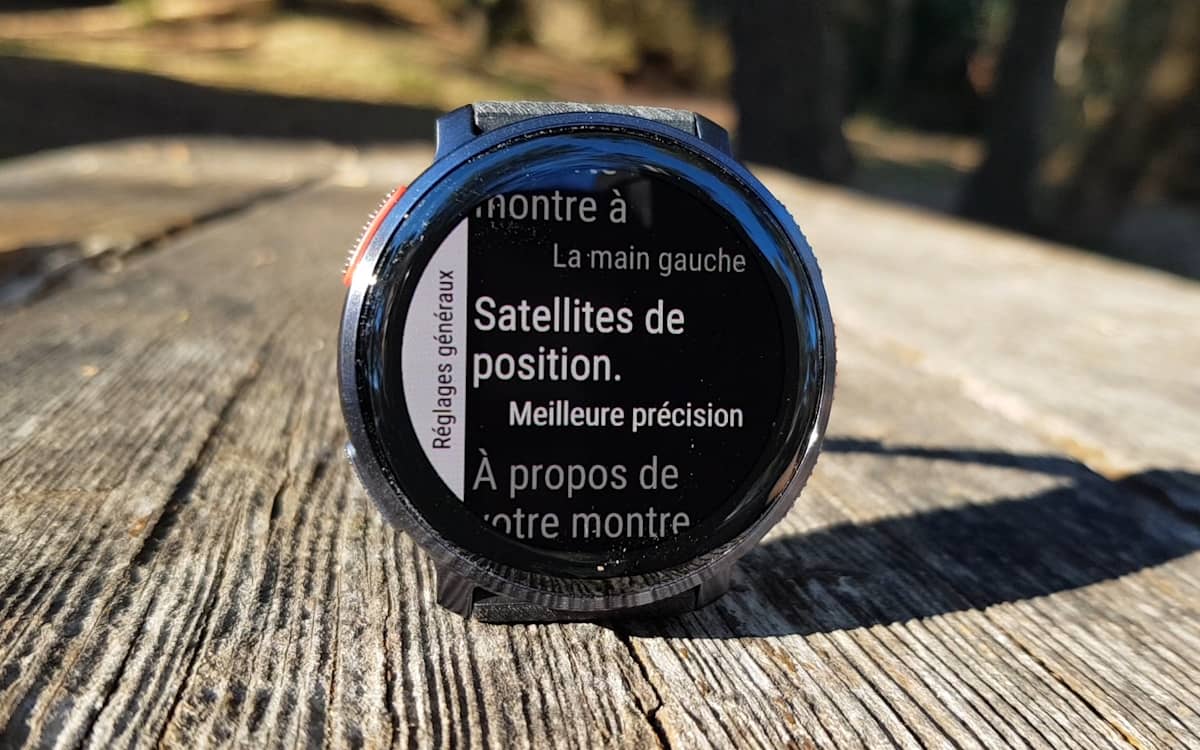 montre à
La main gauche
Satellites de
position.
Meilleure précision
À propos de
votre montre
Réglages généraux